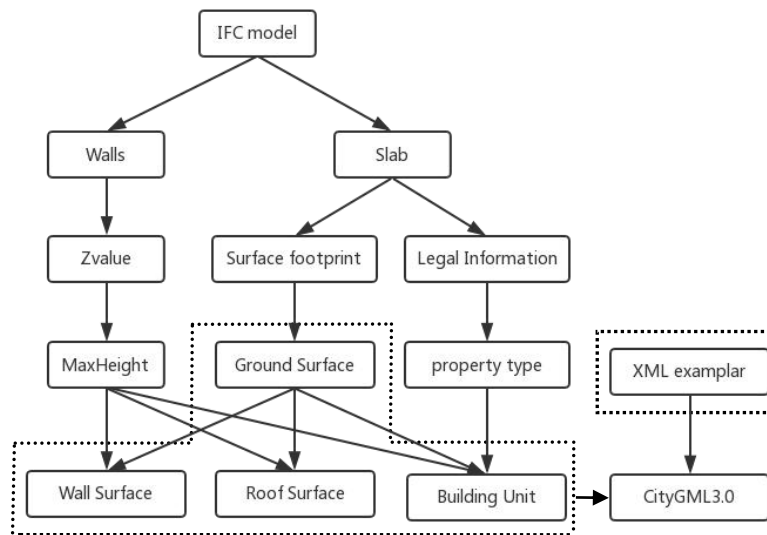 IFC model
Walls
Slab
Zvalue
Surface footprint
Legal Information
MaxHeight
Ground Surface
property type
XML examplar
Wall Surface
Roof Surface
Building Unit
CityGML3.0